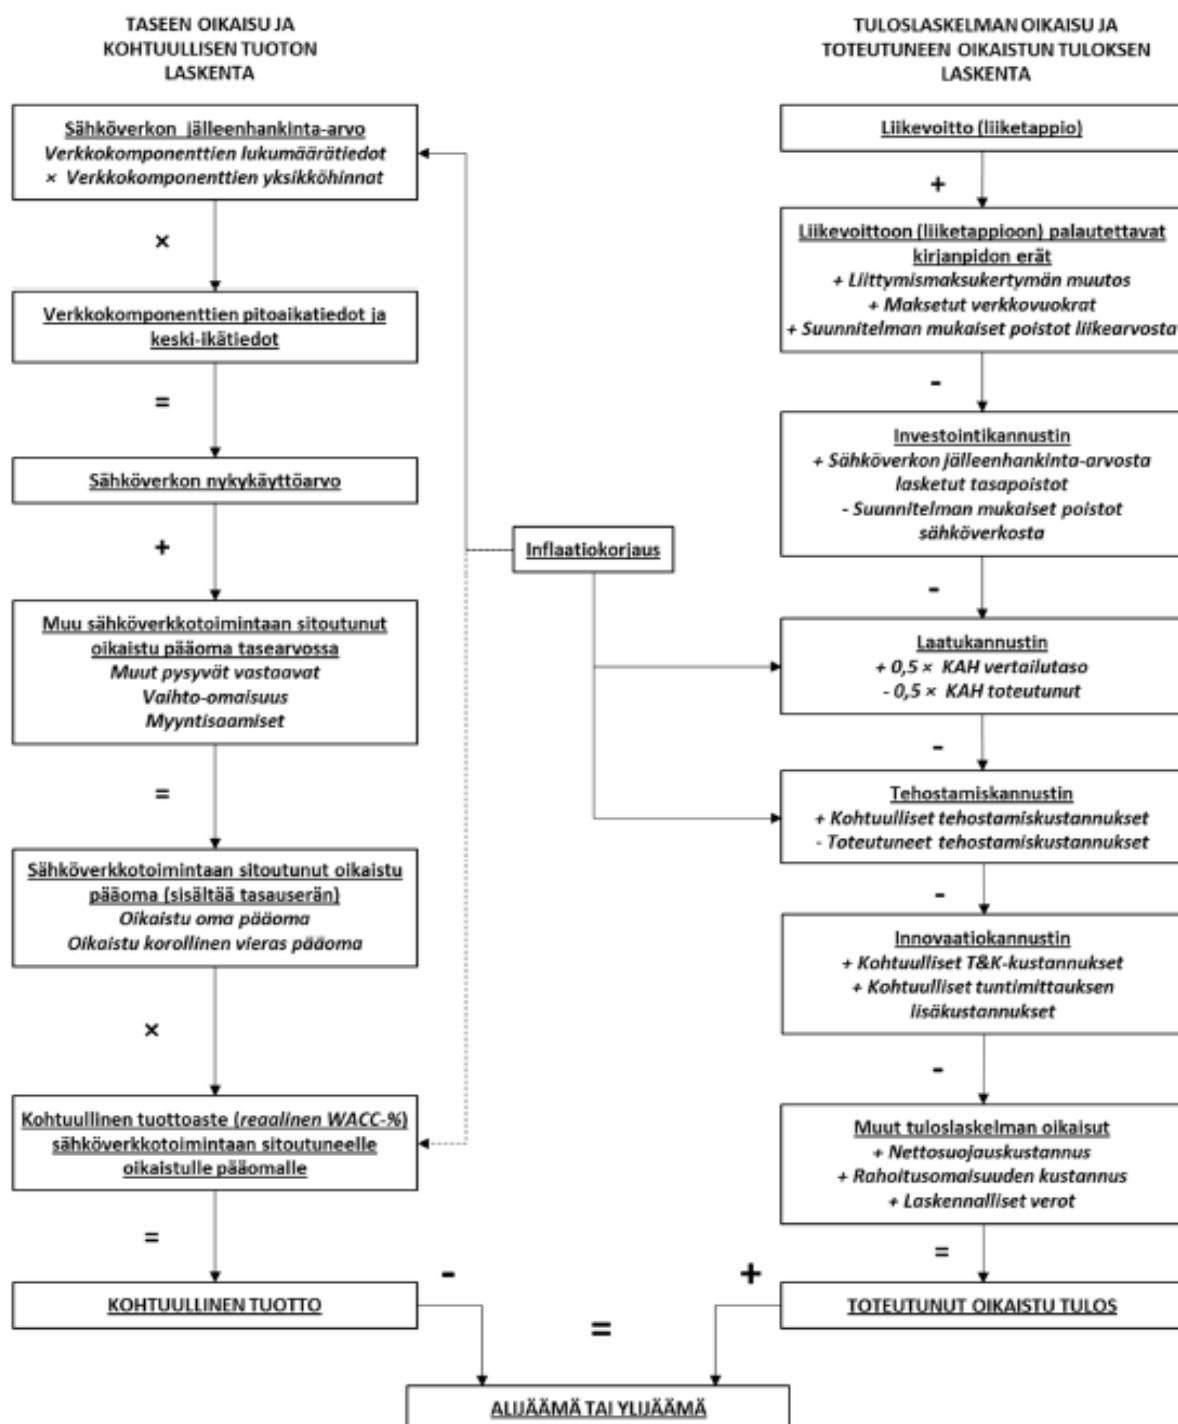 TASEEN OIKAISU JA
KOHTUULLISEN TUOTON
LASKENTA
Sähköverkon jälleenhankinta-arvo
Verkkokomponenttien lukumäärätiedot
× Verkkokomponenttien yksikköhinnat
×
Verkkokomponenttien pitoaikatiedot ja
keski-ikätiedot
=
Sähköverkon nykykäyttöarvo
+
Muu sähköverkkotoimintaan sitoutunut
oikaistu pääoma tasearvossa
Muut pysyvät vastaavat
Vaihto-omaisuus
Myyntisaamiset
=
Sähköverkkotoimintaan sitoutunut oikaistu
pääoma (sisältää tasauserän)
Oikaistu oma pääoma
Oikaistu korollinen vieras pääoma
×
Kohtuullinen tuottoaste (reaalinen WACC-%)
sähköverkkotoimintaan sitoutuneelle
oikaistulle pääomalle
=
KOHTUULLINEN TUOTTO
-
Inflaatiokorjaus
TULOSLASKELMAN OIKAISU JA
TOTEUTUNEEN OIKAISTUN TULOKSEN
LASKENTA
Liikevoitto (liiketappio)
+
Liikevoittoon (liiketappioon) palautettavat
kirjanpidon erät
+ Liittymismaksukertymän muutos
+ Maksetut verkkovuokrat
+ Suunnitelman mukaiset poistot liikearvosta
-
Investointikannustin
+ Sähköverkon jälleenhankinta-arvosta
lasketut tasapoistot
- Suunnitelman mukaiset poistot
sähköverkosta
-
Laatukannustin
+ 0,5 × KAH vertailutaso
- 0,5 × KAH toteutunut
-
Tehostamiskannustin
+ Kohtuulliset tehostamiskustannukset
- Toteutuneet tehostamiskustannukset
-
Innovaatiokannustin
+ Kohtuulliset T&K-kustannukset
+ Kohtuulliset tuntimittauksen
lisäkustannukset
-
Muut tuloslaskelman oikaisut
+ Nettosuojauskustannus
+ Rahoitusomaisuuden kustannus
+ Laskennalliset verot
=
TOTEUTUNUT OIKAISTU TULOS
+
=
ALIJÄÄMÄ TAI YLIJÄÄMÄ